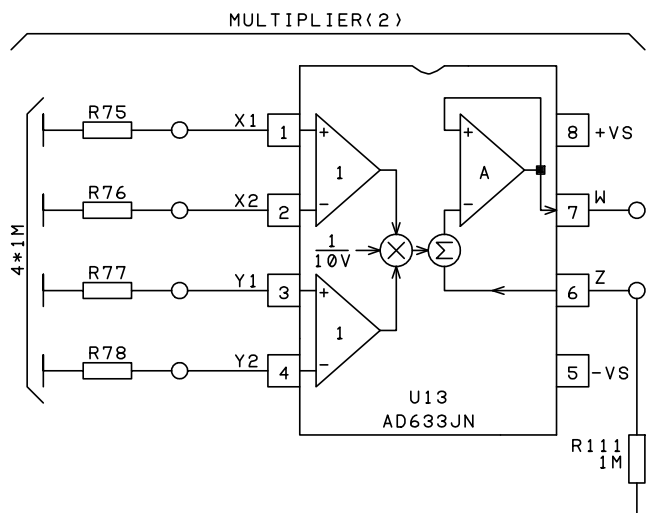 MULTIPLIER(2)
R75
X1
1
+
1
+
A
8
+VS
R76
X2
2
−
−
7
W
4*1M
1
10V
×
Σ
R77
Y1
3
+
1
6
Z
R78
Y2
4
−
5
-VS
U13
AD633JN
R111
1M